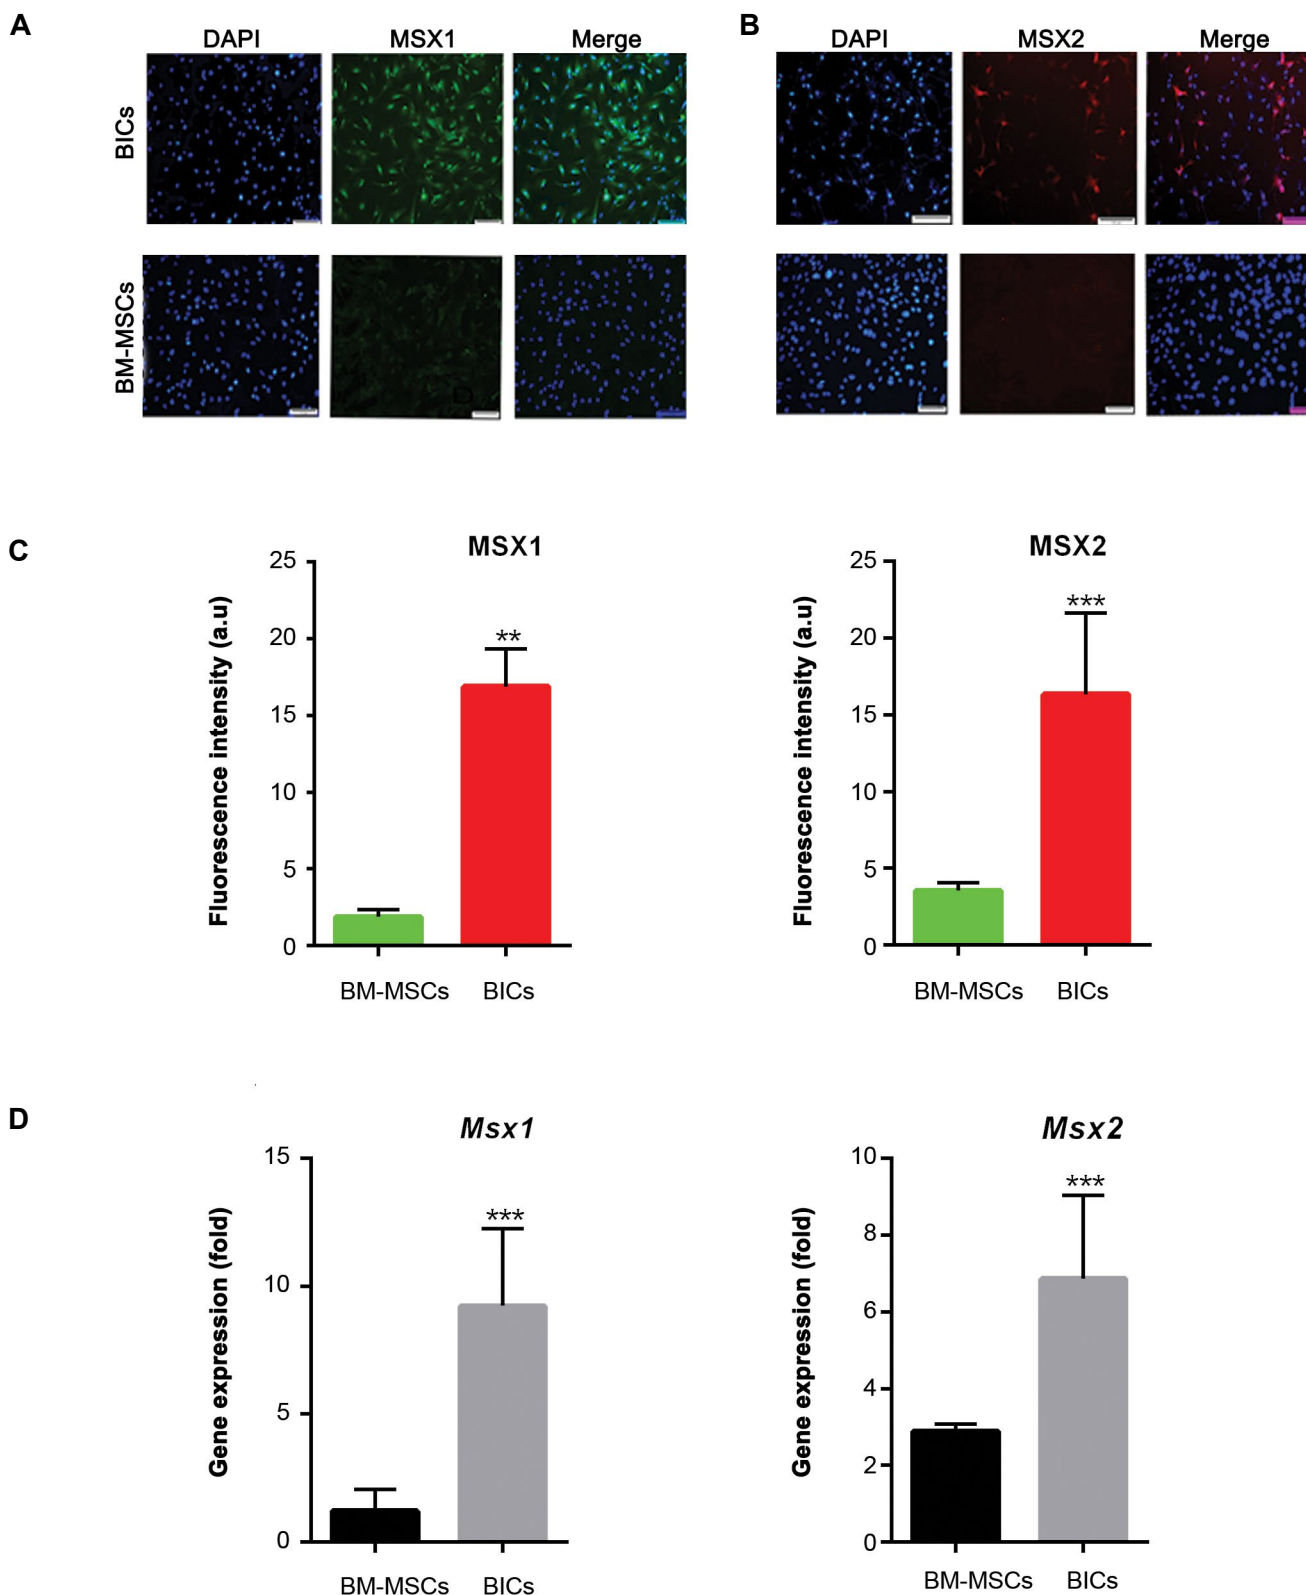 A
DAPI MSX1 Merge
BICs
BM-MSCs
B
DAPI MSX2 Merge
C
MSX1
Fluorescence intensity (a.u)
25
20
15
10
5
0
**
BM-MSCs BICs
MSX2
Fluorescence intensity (a.u)
25
20
15
10
5
0
***
BM-MSCs BICs
D
Msx1
Gene expression (fold)
15
10
5
0
***
BM-MSCs BICs
Msx2
Gene expression (fold)
10
8
6
4
2
0
***
BM-MSCs BICs